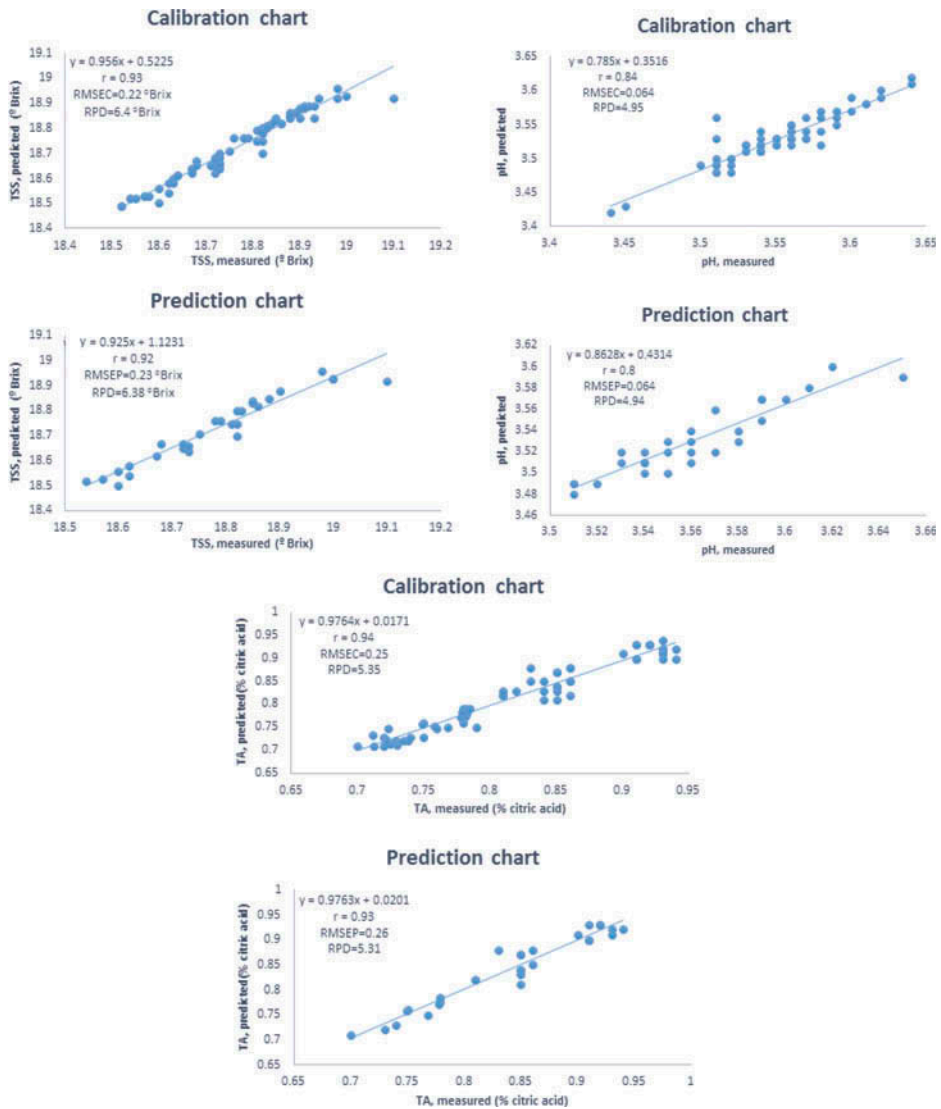 Calibration chart
y = 0.956x + 0.5225
r = 0.93
RMSEC=0.22 ºBrix
RPD=6.4 ºBrix
TSS, predicted (º Brix)
19.1
19
18.9
18.8
18.7
18.6
18.5
18.4
18.4
18.5
18.6
18.7
18.8
18.9
19
19.1
19.2
TSS, measured (º Brix)
Calibration chart
y = 0.785x + 0.3516
r = 0.84
RMSEC=0.064
RPD=4.95
pH, predicted
3.65
3.6
3.55
3.5
3.45
3.4
3.4
3.45
3.5
3.55
3.6
3.65
pH, measured
Prediction chart
y = 0.925x + 1.1231
r = 0.92
RMSEP=0.23 ºBrix
RPD=6.38 ºBrix
TSS, predicted (º Brix)
19.1
19
18.9
18.8
18.7
18.6
18.5
18.4
18.5
18.6
18.7
18.8
18.9
19
19.1
19.2
TSS, measured (º Brix)
Prediction chart
y = 0.8628x + 0.4314
r = 0.8
RMSEP=0.064
RPD=4.94
pH, predicted
3.62
3.6
3.58
3.56
3.54
3.52
3.5
3.48
3.46
3.5
3.52
3.54
3.56
3.58
3.6
3.62
3.64
3.66
pH, measured
Calibration chart
y = 0.9764x + 0.0171
r = 0.94
RMSEC=0.25
RPD=5.35
TA, predicted(% citric acid)
1
0.95
0.9
0.85
0.8
0.75
0.7
0.65
0.65
0.7
0.75
0.8
0.85
0.9
0.95
TA, measured (% citric acid)
Prediction chart
y = 0.9763x + 0.0201
r = 0.93
RMSEP=0.26
RPD=5.31
TA, predicted(% citric acid)
1
0.95
0.9
0.85
0.8
0.75
0.7
0.65
0.65
0.7
0.75
0.8
0.85
0.9
0.95
1
TA, measured (% citric acid)